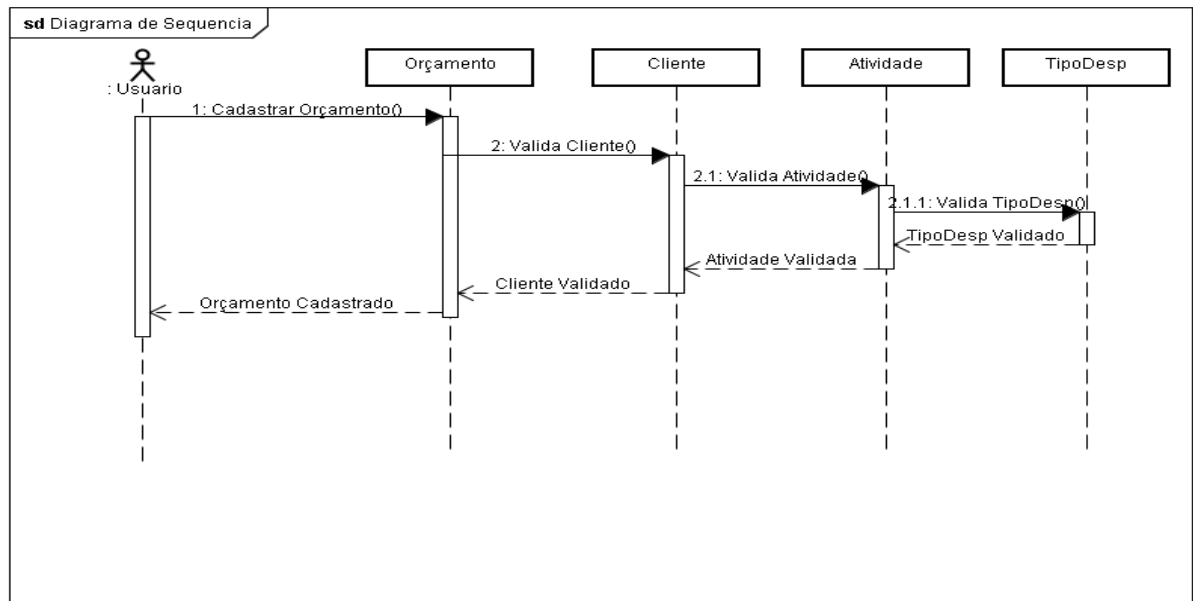 sd Diagrama de Sequencia
: Usuario
Orçamento
Cliente
Atividade
TipoDesp
1: Cadastrar Orçamento()
2: Valida Cliente()
2.1: Valida Atividade()
2.1.1: Valida TipoDesp()
TipoDesp Validado
Atividade Validada
Cliente Validado
Orçamento Cadastrado